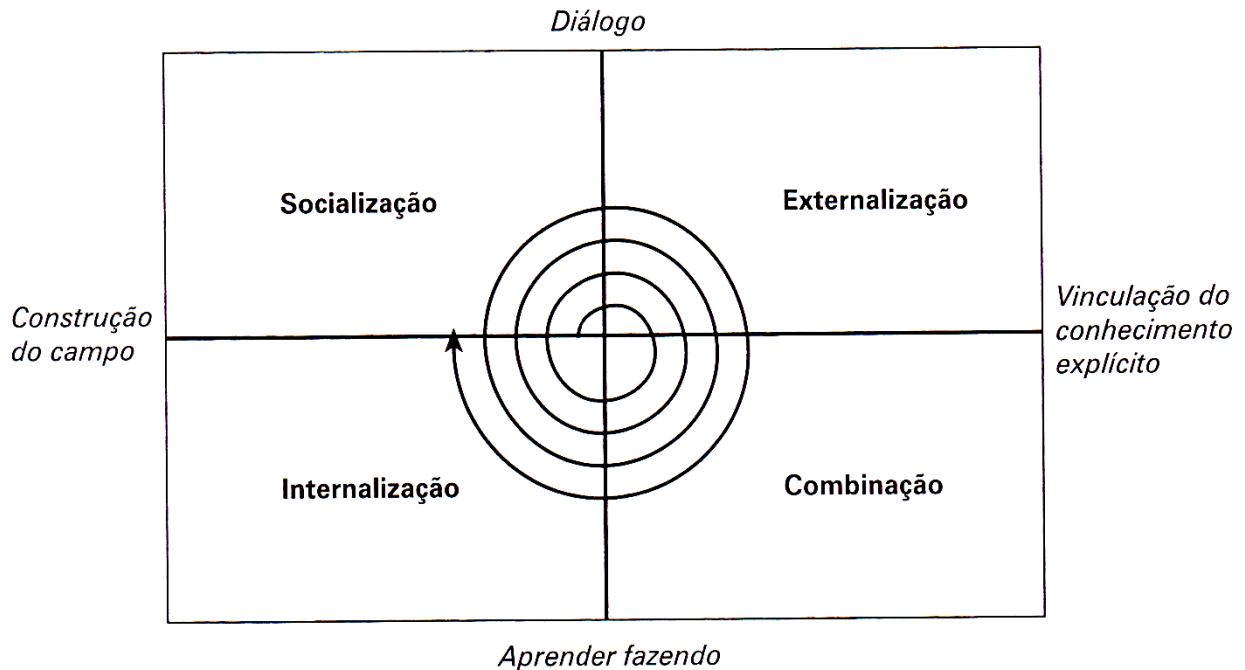 Diálogo
Socialização
Externalização
Construção
do campo
Vinculação do
conhecimento
explícito
Internalização
Combinação
Aprender fazendo